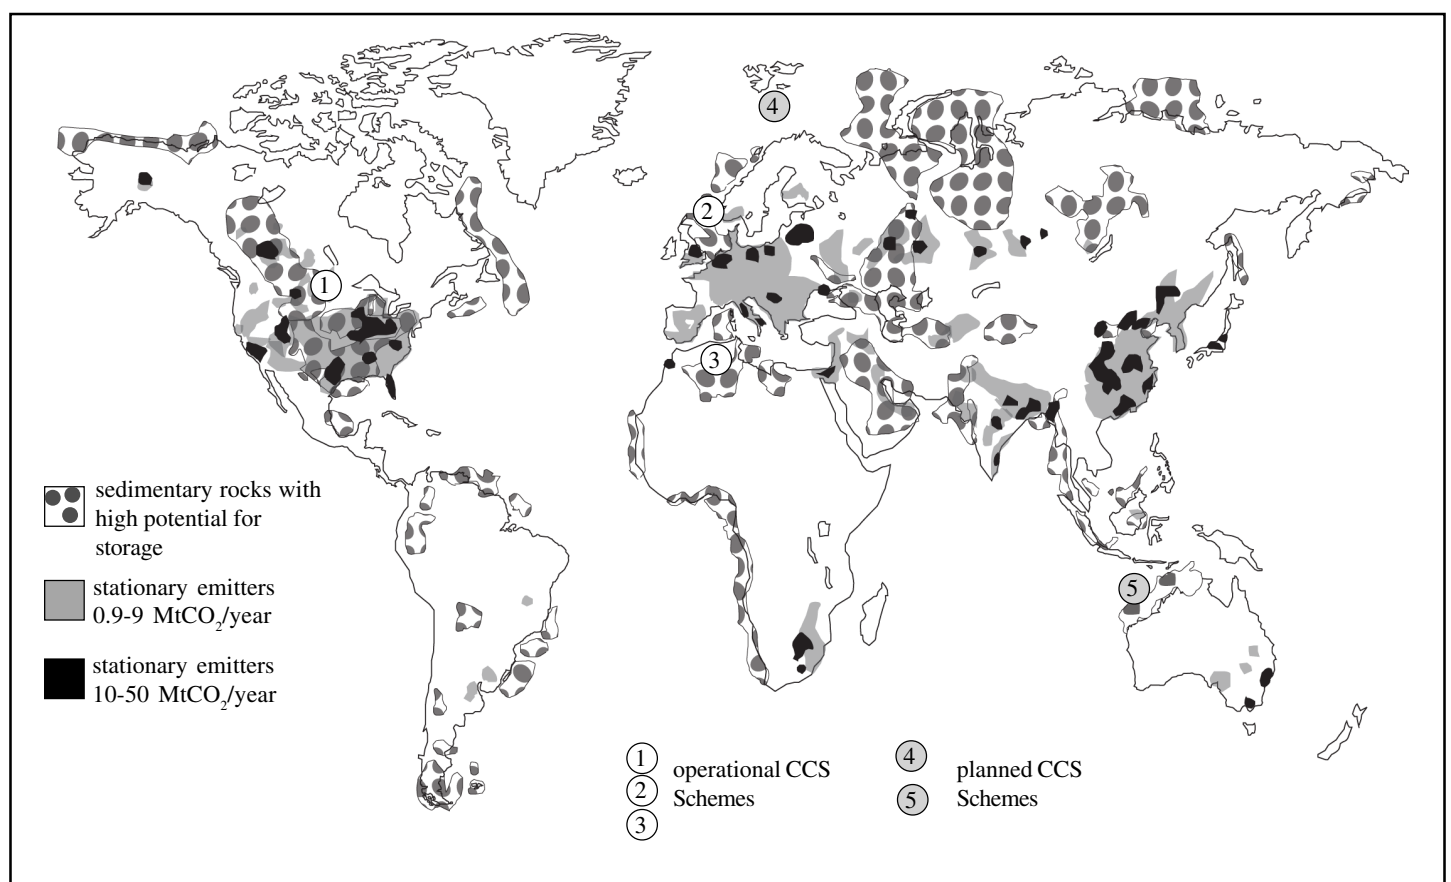 4
2
1
3
5
sedimentary rocks with
high potential for
storage
stationary emitters
0.9-9 MtCO₂/year
stationary emitters
10-50 MtCO₂/year
1
2
3
operational CCS
Schemes
4
5
planned CCS
Schemes